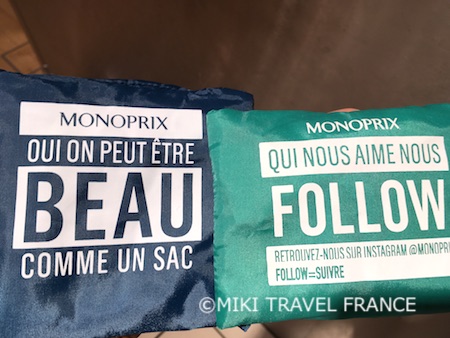 MONOPRIX
OUI ON PEUT ÊTRE
BEAU
COMME UN SAC
MONOPRIX
QUI NOUS AIME NOUS
FOLLOW
RETROUVEZ-NOUS SUR INSTAGRAM
FOLLOW=SUIVRE
©MIKI TRAVEL FRANCE